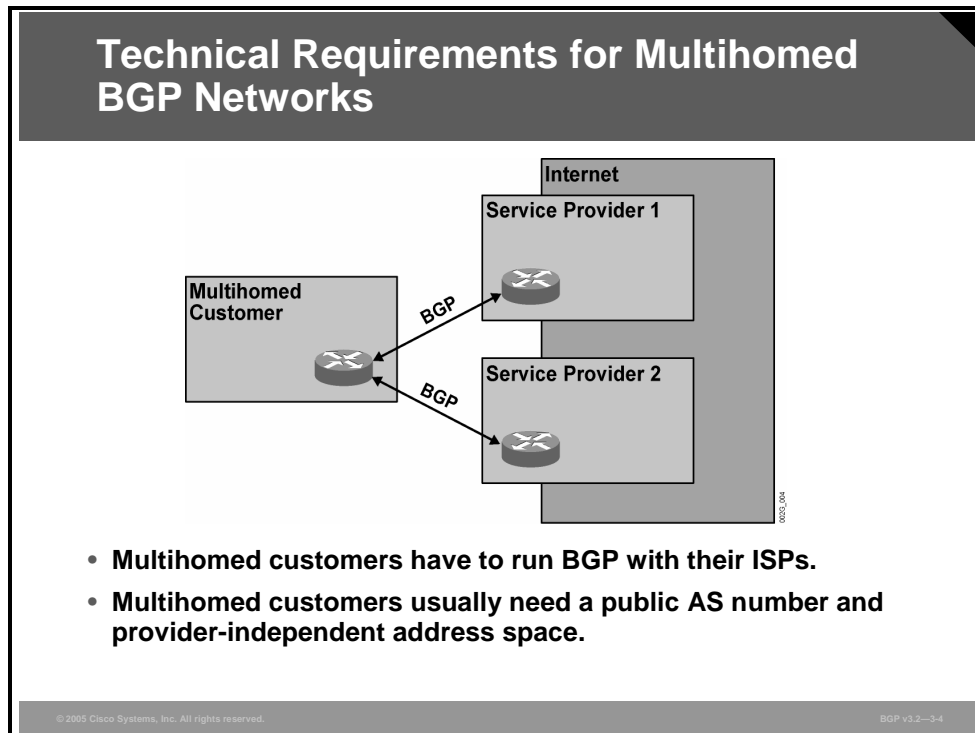 Technical Requirements for Multihomed
BGP Networks
Internet
Service Provider 1
Multihomed
Customer
BGP
BGP
Service Provider 2
002G_004
• Multihomed customers have to run BGP with their ISPs.
• Multihomed customers usually need a public AS number and
provider-independent address space.
© 2005 Cisco Systems, Inc. All rights reserved.
BGP v3.2—3-4